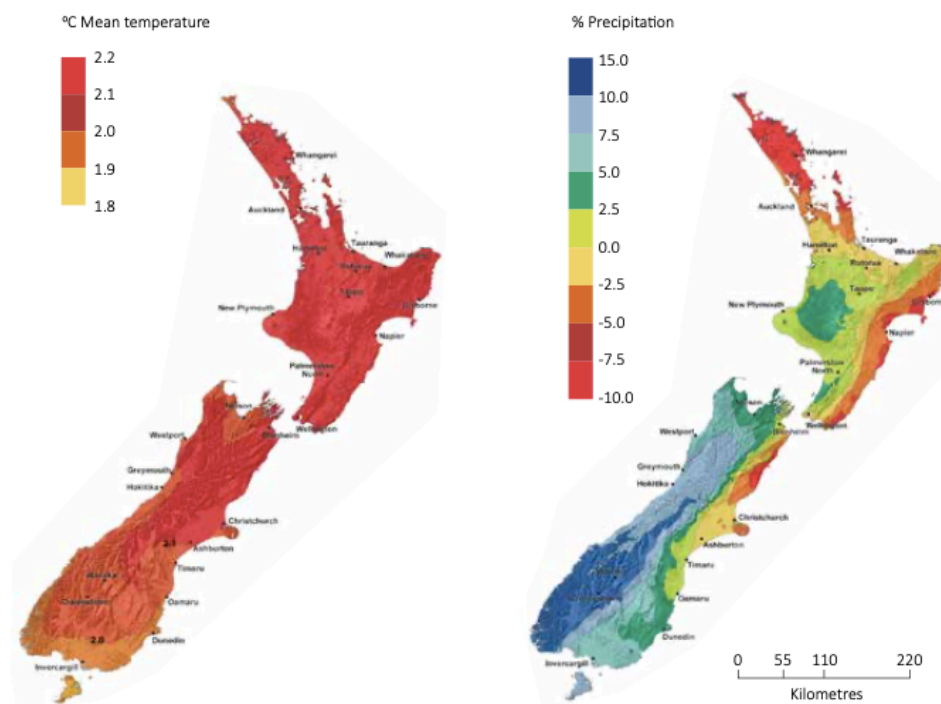 °C Mean temperature
2.2
2.1
2.0
1.9
1.8
Whangarei
Auckland
Hamilton
Tauranga
Whakatane
Rotorua
Taupo
New Plymouth
Gisborne
Napier
Palmerston
North
Nelson
Wellington
Westport
Blenheim
Greymouth
Hokitika
Christchurch
2.1
Ashburton
Timaru
Wanaka
Queenstown
Oamaru
2.0
Dunedin
Invercargill
% Precipitation
15.0
10.0
7.5
5.0
2.5
0.0
-2.5
-5.0
-7.5
-10.0
Whangarei
Auckland
Hamilton
Tauranga
Whakatane
Rotorua
Taupo
New Plymouth
Gisborne
Napier
Palmerston
North
Nelson
Wellington
Westport
Blenheim
Greymouth
Hokitika
Christchurch
Ashburton
Timaru
Oamaru
Dunedin
Invercargill
0 55 110 220
Kilometres